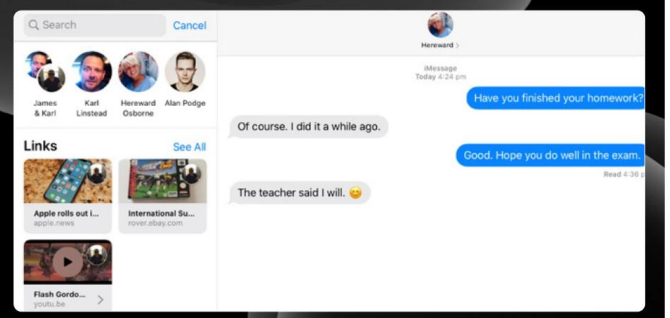 Search
Cancel
James
& Karl
Karl
Linstead
Hereward
Osborne
Alan Podge
Links
See All
Apple rolls out i...
apple.news
International Su...
rover.ebay.com
Flash Gordo...
youtu.be
Hereward
iMessage
Today 4:24 pm
Have you finished your homework?
Of course. I did it a while ago.
Good. Hope you do well in the exam.
Read 4:36 p
The teacher said I will. 😊